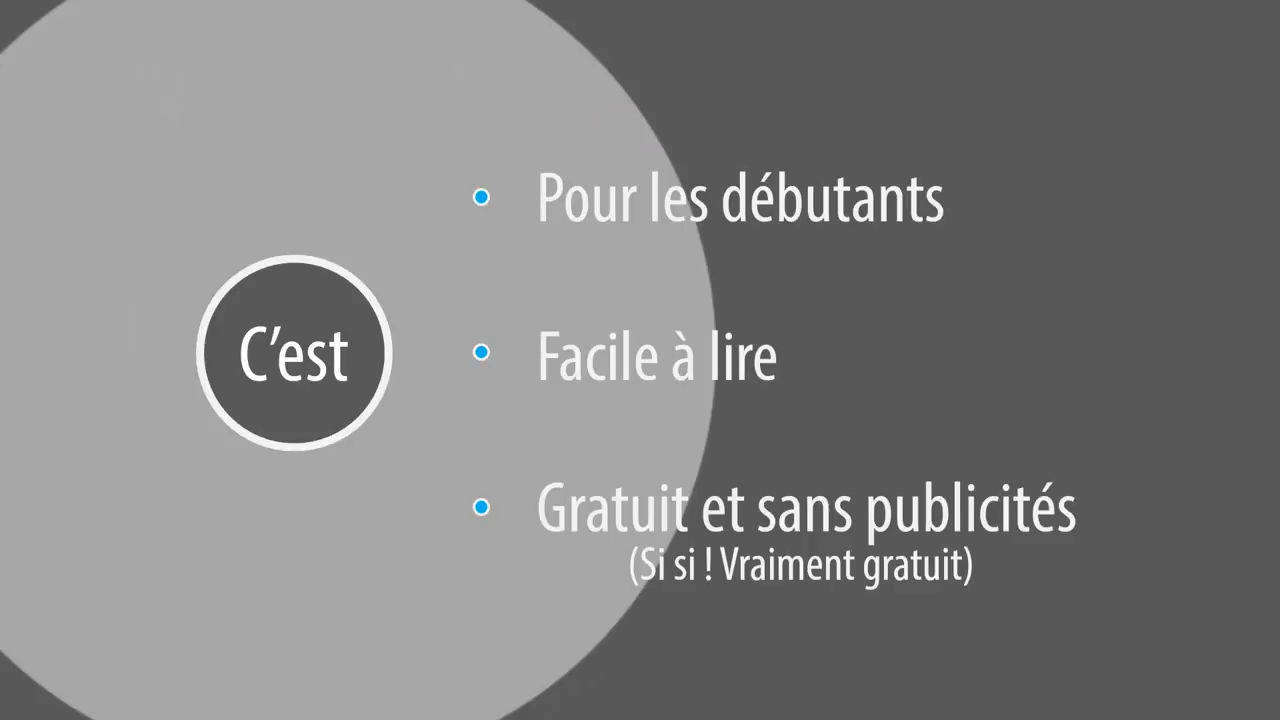 C’est
Pour les débutants
Facile à lire
Gratuit et sans publicités
(Si si ! Vraiment gratuit)